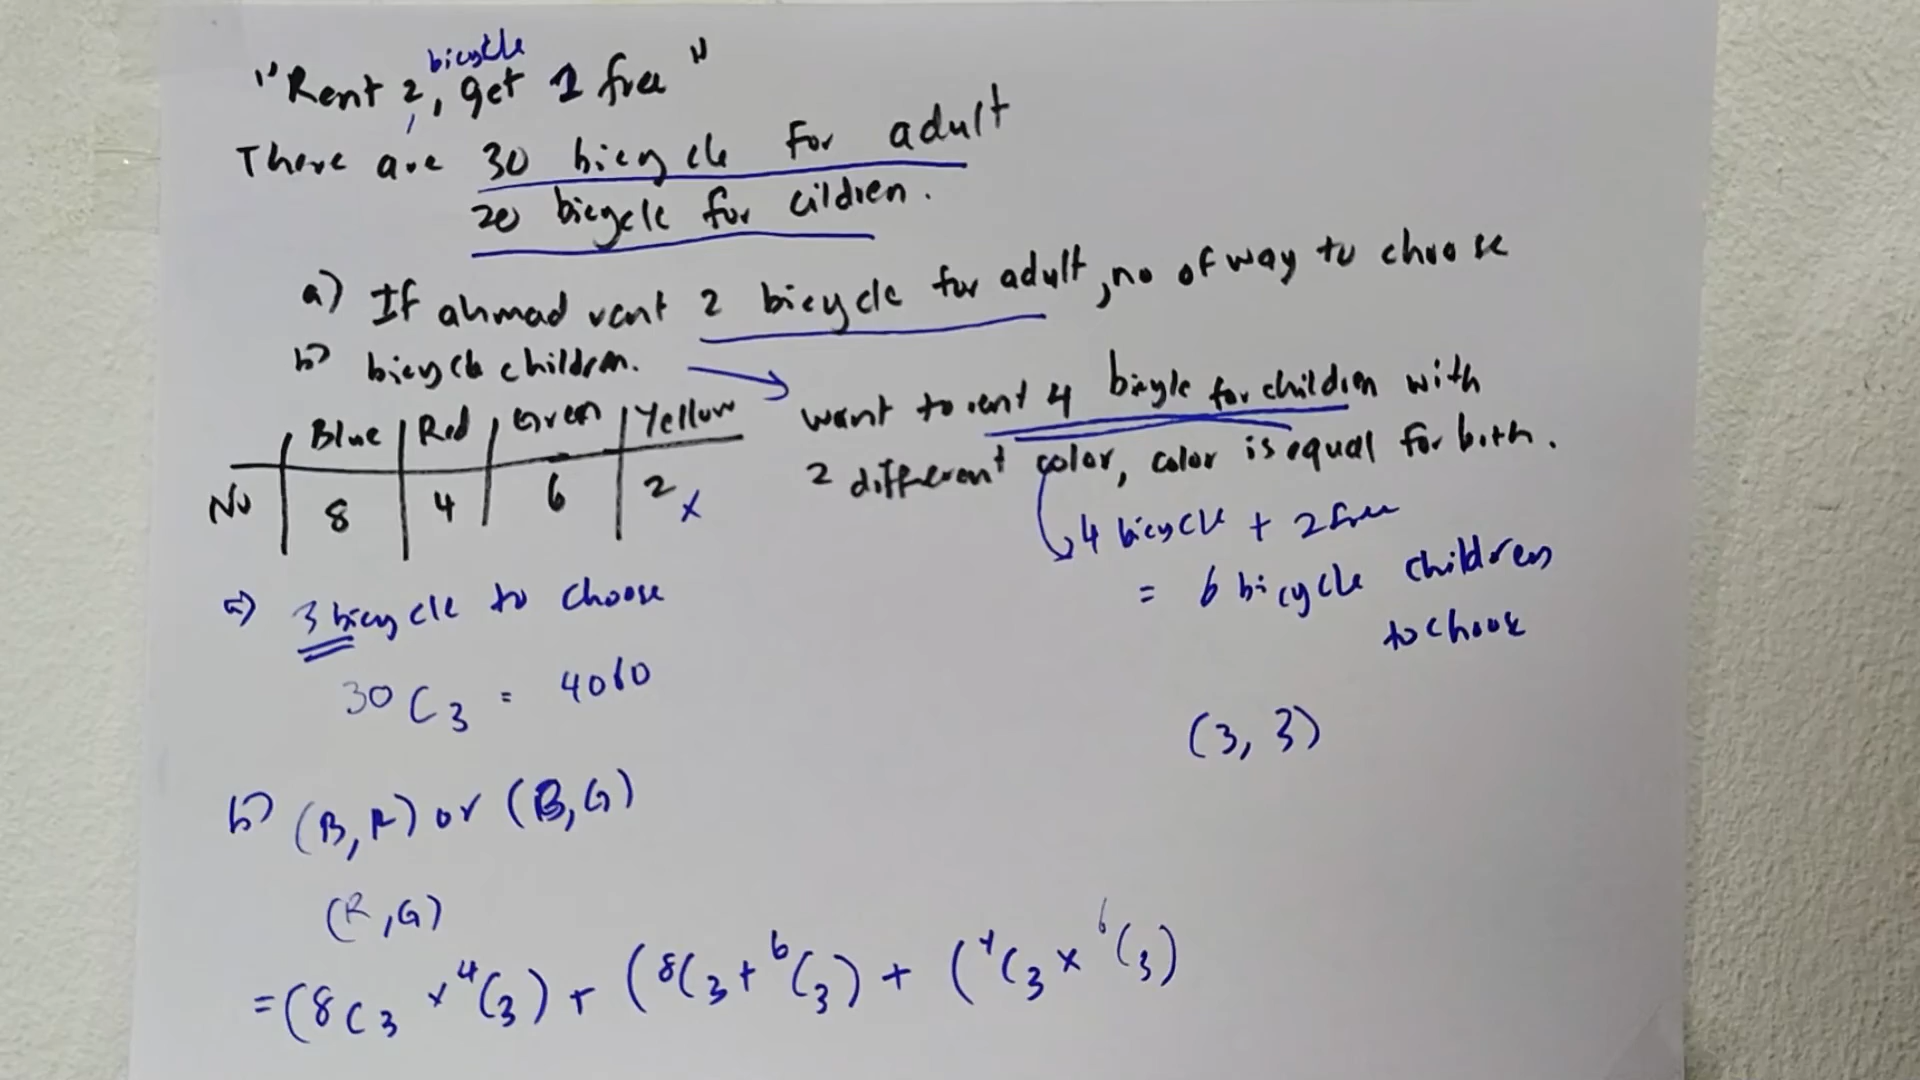 "Rent 2, bicycle get 1 free"
There are 30 bicycle for adult
20 bicycle for cildren.
a) If ahmad rent 2 bicycle for adult, no of way to choose
b) bicycle children.
want to rent 4 bicycle for children with
2 different color, color is equal for both.
Blue | Red | Green | Yellow
No | 8 | 4 | 6 | 2 x
4 bicycle + 2 free
= 6 bicycle children
to choose
(3, 3)
a) 3 bicycle to choose
30 C 3 = 4060
b) (B, R) or (B, G)
(R, G)
= (8C3 × 4C3) + (8C3 + 6C3) + (4C3 × 6C3)